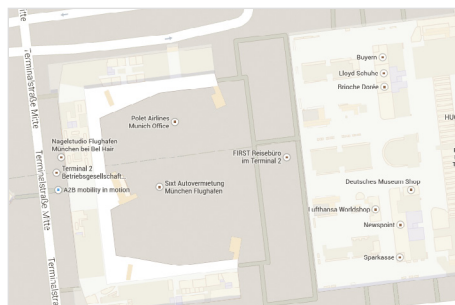 Terminalstraße Mitte
Buyern
Lloyd Schuhe
Brioche Dorée
Polet Airlines
Munich Office
Nagelstudio Flughafen
München bei Bel Hair
FIRST Reisebüro
im Terminal 2
Terminal 2
Betriebsgesellschaft...
A2B mobility in motion
Sixt Autovermietung
München Flughafen
Terminalstraße Mitte
Deutsches Museum Shop
Lufthansa Worldshop
Newspoint
Sparkasse